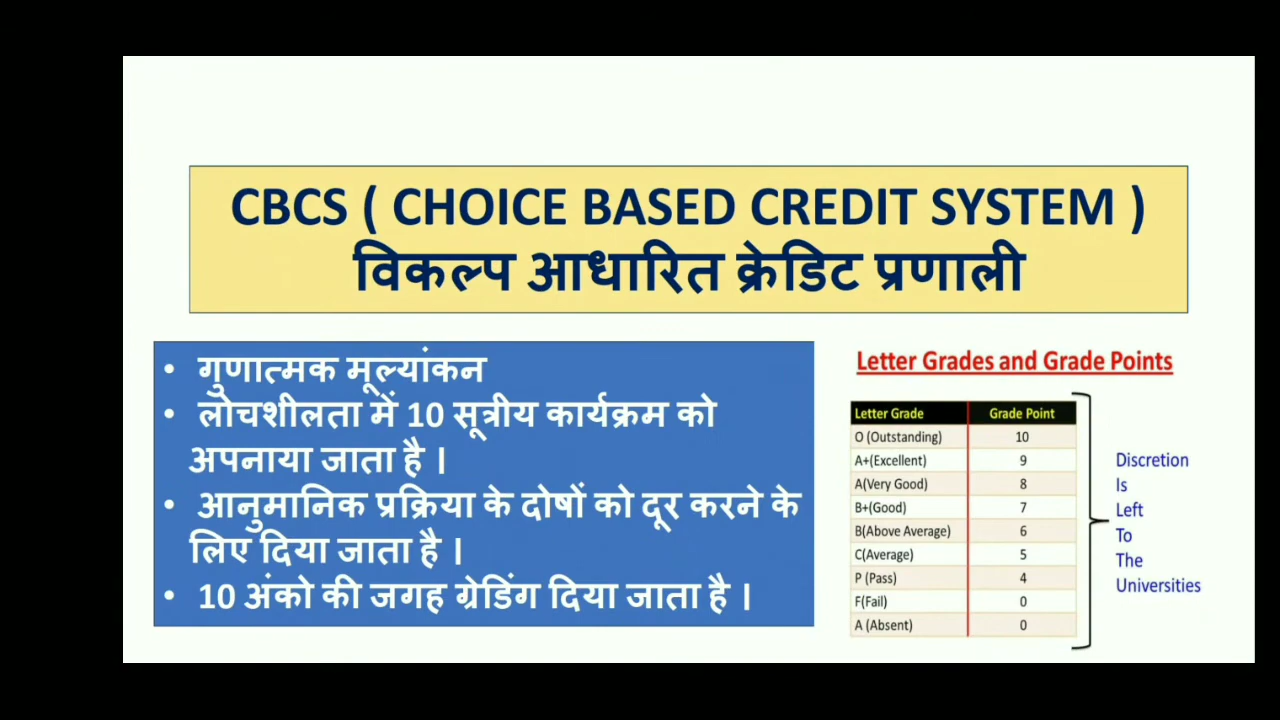 CBCS ( CHOICE BASED CREDIT SYSTEM )
विकल्प आधारित क्रेडिट प्रणाली
• गुणात्मक मूल्यांकन
• लोचशीलता में 10 सूत्रीय कार्यक्रम को
अपनाया जाता है ।
• आनुमानिक प्रक्रिया के दोषों को दूर करने के
लिए दिया जाता है ।
• 10 अंको की जगह ग्रेडिंग दिया जाता है ।
Letter Grades and Grade Points
Letter Grade Grade Point
O (Outstanding) 10
A+(Excellent) 9
A(Very Good) 8
B+(Good) 7
B(Above Average) 6
C(Average) 5
P (Pass) 4
F(Fail) 0
A (Absent) 0
Discretion
Is
Left
To
The
Universities